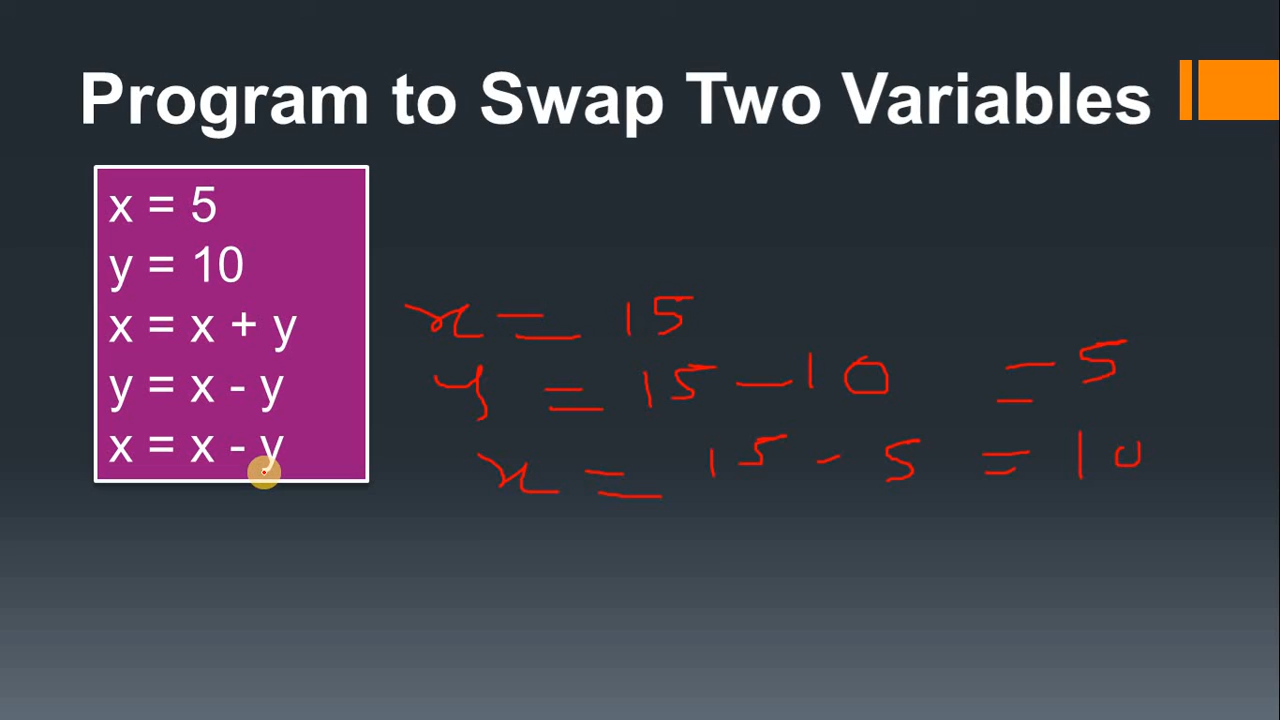 Program to Swap Two Variables
x = 5
y = 10
x = x + y
y = x - y
x = x - y
x = 15
y = 15 - 10 = 5
x = 15 - 5 = 10